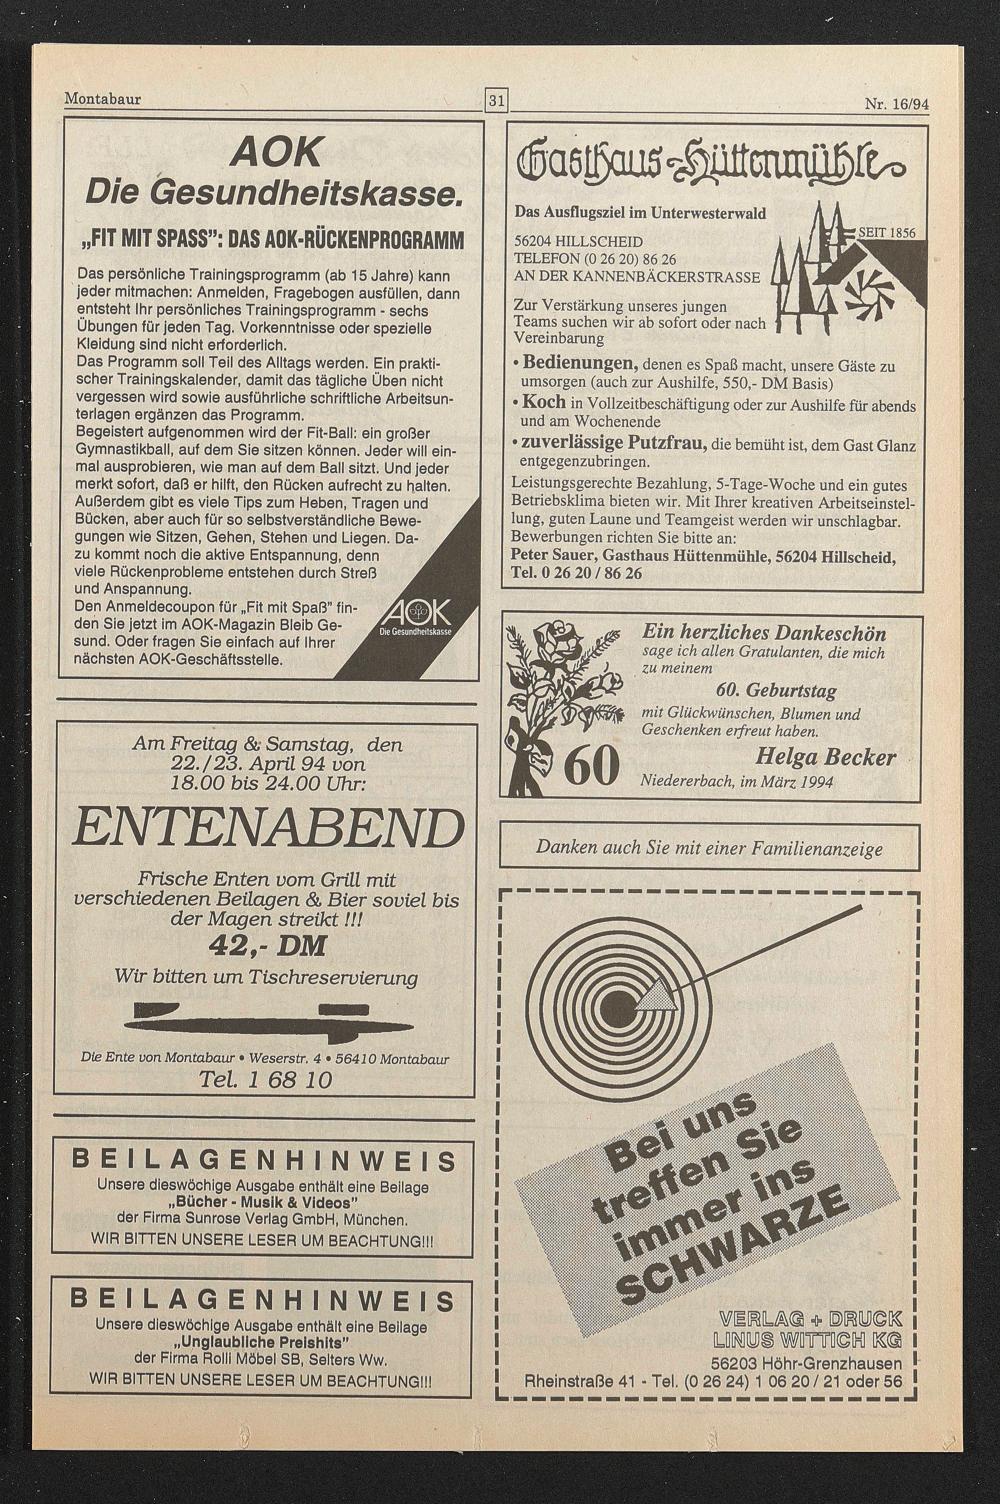 Montabaur
31
Nr. 16/94
AOK
Die Gesundheitskasse.
„FIT MIT SPASS”: DAS AOK-RÜCKENPROGRAMM
Das persönliche Trainingsprogramm (ab 15 Jahre) kann
jeder mitmachen: Anmelden, Fragebogen ausfüllen, dann
entsteht Ihr persönliches Trainingsprogramm - sechs
Übungen für jeden Tag. Vorkenntnisse oder spezielle
Kleidung sind nicht erforderlich.
Das Programm soll Teil des Alltags werden. Ein prakti-
scher Trainingskalender, damit das tägliche Üben nicht
vergessen wird sowie ausführliche schriftliche Arbeitsun-
terlagen ergänzen das Programm.
Begeistert aufgenommen wird der Fit-Ball: ein großer
Gymnastikball, auf dem Sie sitzen können. Jeder will ein-
mal ausprobieren, wie man auf dem Ball sitzt. Und jeder
merkt sofort, daß er hilft, den Rücken aufrecht zu halten.
Außerdem gibt es viele Tips zum Heben, Tragen und
Bücken, aber auch für so selbstverständliche Bewe-
gungen wie Sitzen, Gehen, Stehen und Liegen. Da-
zu kommt noch die aktive Entspannung, denn
viele Rückenprobleme entstehen durch Streß
und Anspannung.
Den Anmeldecoupon für „Fit mit Spaß” fin-
den Sie jetzt im AOK-Magazin Bleib Ge-
sund. Oder fragen Sie einfach auf Ihrer
nächsten AOK-Geschäftsstelle.
AOK
Die Gesundheitskasse
Am Freitag & Samstag, den
22./23. April 94 von
18.00 bis 24.00 Uhr:
ENTENABEND
Frische Enten vom Grill mit
verschiedenen Beilagen & Bier soviel bis
der Magen streikt !!!
42,- DM
Wir bitten um Tischreservierung
Die Ente von Montabaur • Weserstr. 4 • 56410 Montabaur
Tel. 1 68 10
BEILAGENHINWEIS
Unsere dieswöchige Ausgabe enthält eine Beilage
„Bücher - Musik & Videos”
der Firma Sunrose Verlag GmbH, München.
WIR BITTEN UNSERE LESER UM BEACHTUNG!!!
BEILAGENHINWEIS
Unsere dieswöchige Ausgabe enthält eine Beilage
„Unglaubliche Preishits”
der Firma Rolli Möbel SB, Selters Ww.
WIR BITTEN UNSERE LESER UM BEACHTUNG!!!
Gasthaus-Hüttenmühle
Das Ausflugsziel im Unterwesterwald
56204 HILLSCHEID
TELEFON (0 26 20) 86 26
AN DER KANNENBÄCKERSTRASSE
SEIT 1856
Zur Verstärkung unseres jungen
Teams suchen wir ab sofort oder nach
Vereinbarung
• Bedienungen, denen es Spaß macht, unsere Gäste zu
umsorgen (auch zur Aushilfe, 550,- DM Basis)
• Koch in Vollzeitbeschäftigung oder zur Aushilfe für abends
und am Wochenende
• zuverlässige Putzfrau, die bemüht ist, dem Gast Glanz
entgegenzubringen.
Leistungsgerechte Bezahlung, 5-Tage-Woche und ein gutes
Betriebsklima bieten wir. Mit Ihrer kreativen Arbeitseinstel-
lung, guten Laune und Teamgeist werden wir unschlagbar.
Bewerbungen richten Sie bitte an:
Peter Sauer, Gasthaus Hüttenmühle, 56204 Hillscheid,
Tel. 0 26 20 / 86 26
Ein herzliches Dankeschön
sage ich allen Gratulanten, die mich
zu meinem
60. Geburtstag
mit Glückwünschen, Blumen und
Geschenken erfreut haben.
Helga Becker
60
Niedererbach, im März 1994
Danken auch Sie mit einer Familienanzeige
Bei uns
treffen Sie
immer ins
SCHWARZE
VERLAG + DRUCK
LINUS WITTICH KG
56203 Höhr-Grenzhausen
Rheinstraße 41 - Tel. (0 26 24) 1 06 20 / 21 oder 56